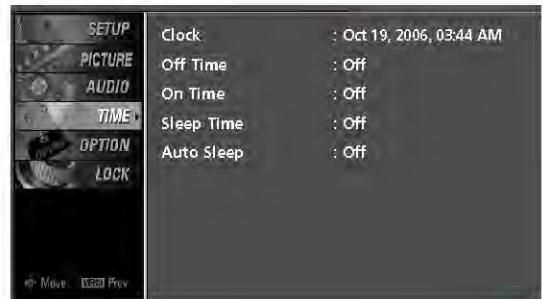 SETUP
PICTURE
AUDIO
TIME
OPTION
LOCK
Clock : Oct 19, 2006, 03:44 AM
Off Time : Off
On Time : Off
Sleep Time : Off
Auto Sleep : Off
Move MENU Prev